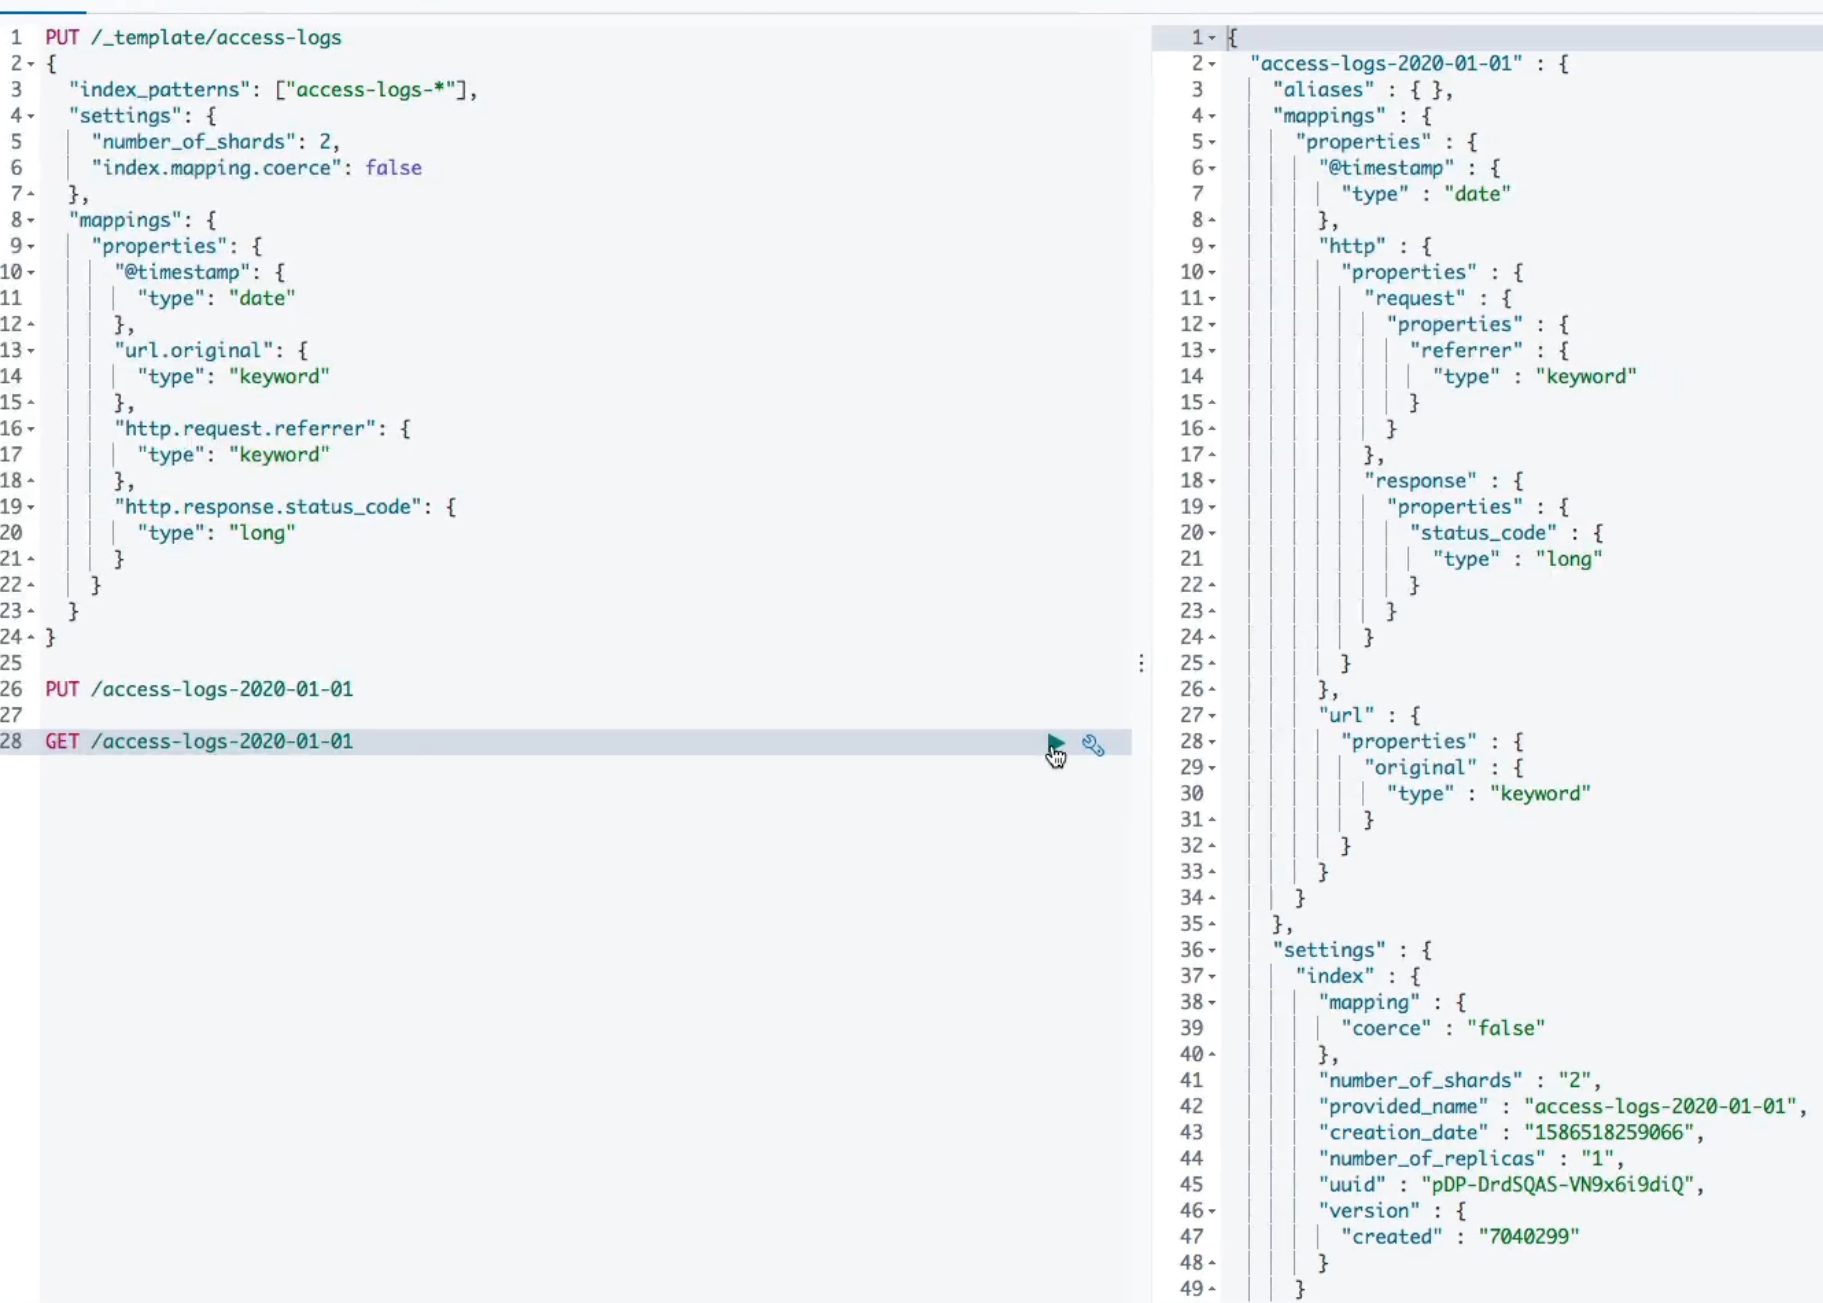 1 PUT /_template/access-logs
2 {
3 "index_patterns": ["access-logs-*"],
4 "settings": {
5 "number_of_shards": 2,
6 "index.mapping.coerce": false
7 },
8 "mappings": {
9 "properties": {
10 "@timestamp": {
11 "type": "date"
12 },
13 "url.original": {
14 "type": "keyword"
15 },
16 "http.request.referrer": {
17 "type": "keyword"
18 },
19 "http.response.status_code": {
20 "type": "long"
21 }
22 }
23 }
24 }
25
26 PUT /access-logs-2020-01-01
27
28 GET /access-logs-2020-01-01
1 {
2 "access-logs-2020-01-01" : {
3 "aliases" : { },
4 "mappings" : {
5 "properties" : {
6 "@timestamp" : {
7 "type" : "date"
8 },
9 "http" : {
10 "properties" : {
11 "request" : {
12 "properties" : {
13 "referrer" : {
14 "type" : "keyword"
15 }
16 }
17 },
18 "response" : {
19 "properties" : {
20 "status_code" : {
21 "type" : "long"
22 }
23 }
24 }
25 }
26 },
27 "url" : {
28 "properties" : {
29 "original" : {
30 "type" : "keyword"
31 }
32 }
33 }
34 }
35 },
36 "settings" : {
37 "index" : {
38 "mapping" : {
39 "coerce" : "false"
40 },
41 "number_of_shards" : "2",
42 "provided_name" : "access-logs-2020-01-01",
43 "creation_date" : "1586518259066",
44 "number_of_replicas" : "1",
45 "uuid" : "pDP-DrdSQAS-VN9x6i9diQ",
46 "version" : {
47 "created" : "7040299"
48 }
49 }